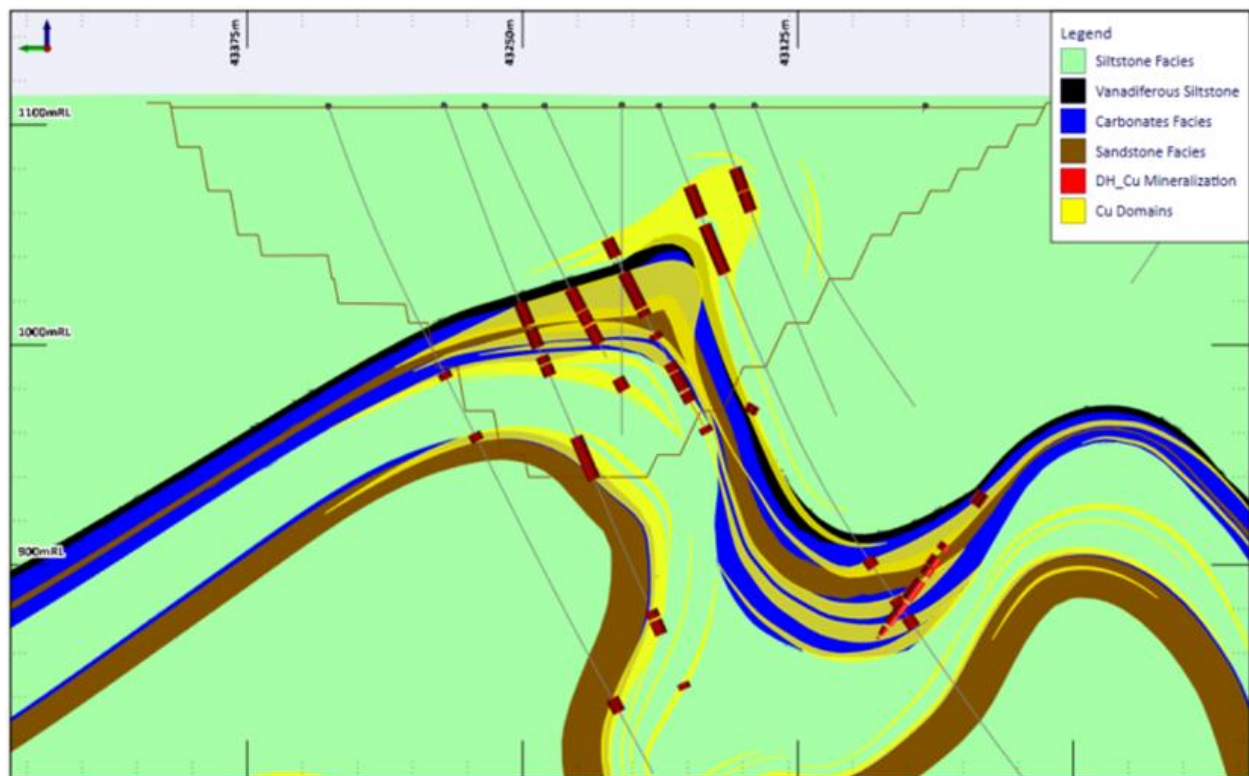 43375m
43250m
43125m
Legend
Siltstone Facies
Vanadiferous Siltstone
Carbonates Facies
Sandstone Facies
DH_Cu Mineralization
Cu Domains
1100mRL
1000mRL
900mRL